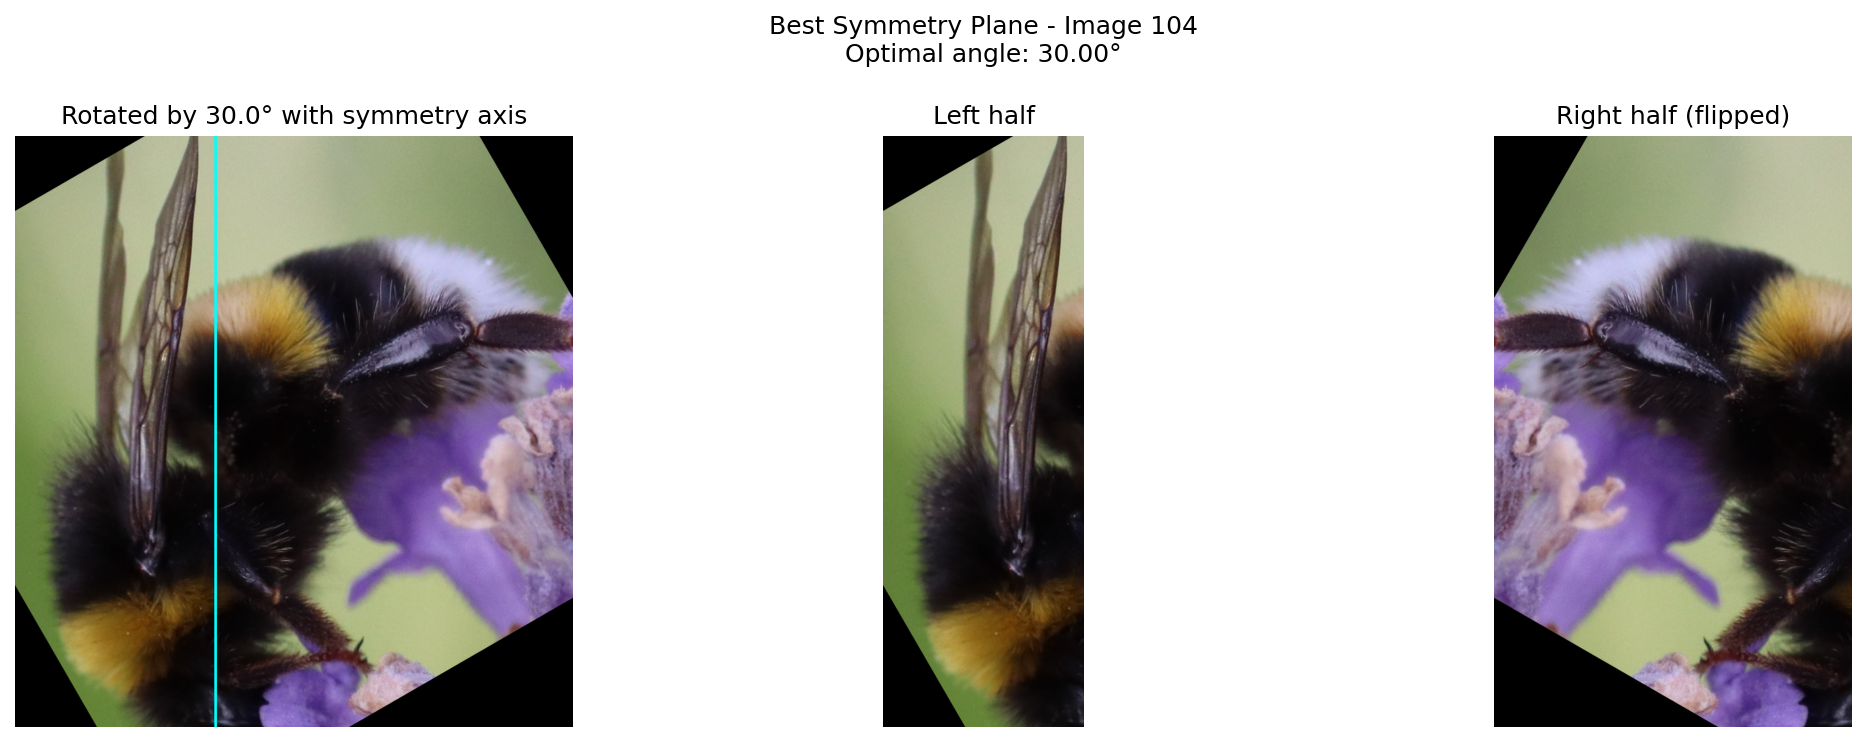 Best Symmetry Plane - Image 104
Optimal angle: 30.00°
Rotated by 30.0° with symmetry axis
Left half
Right half (flipped)